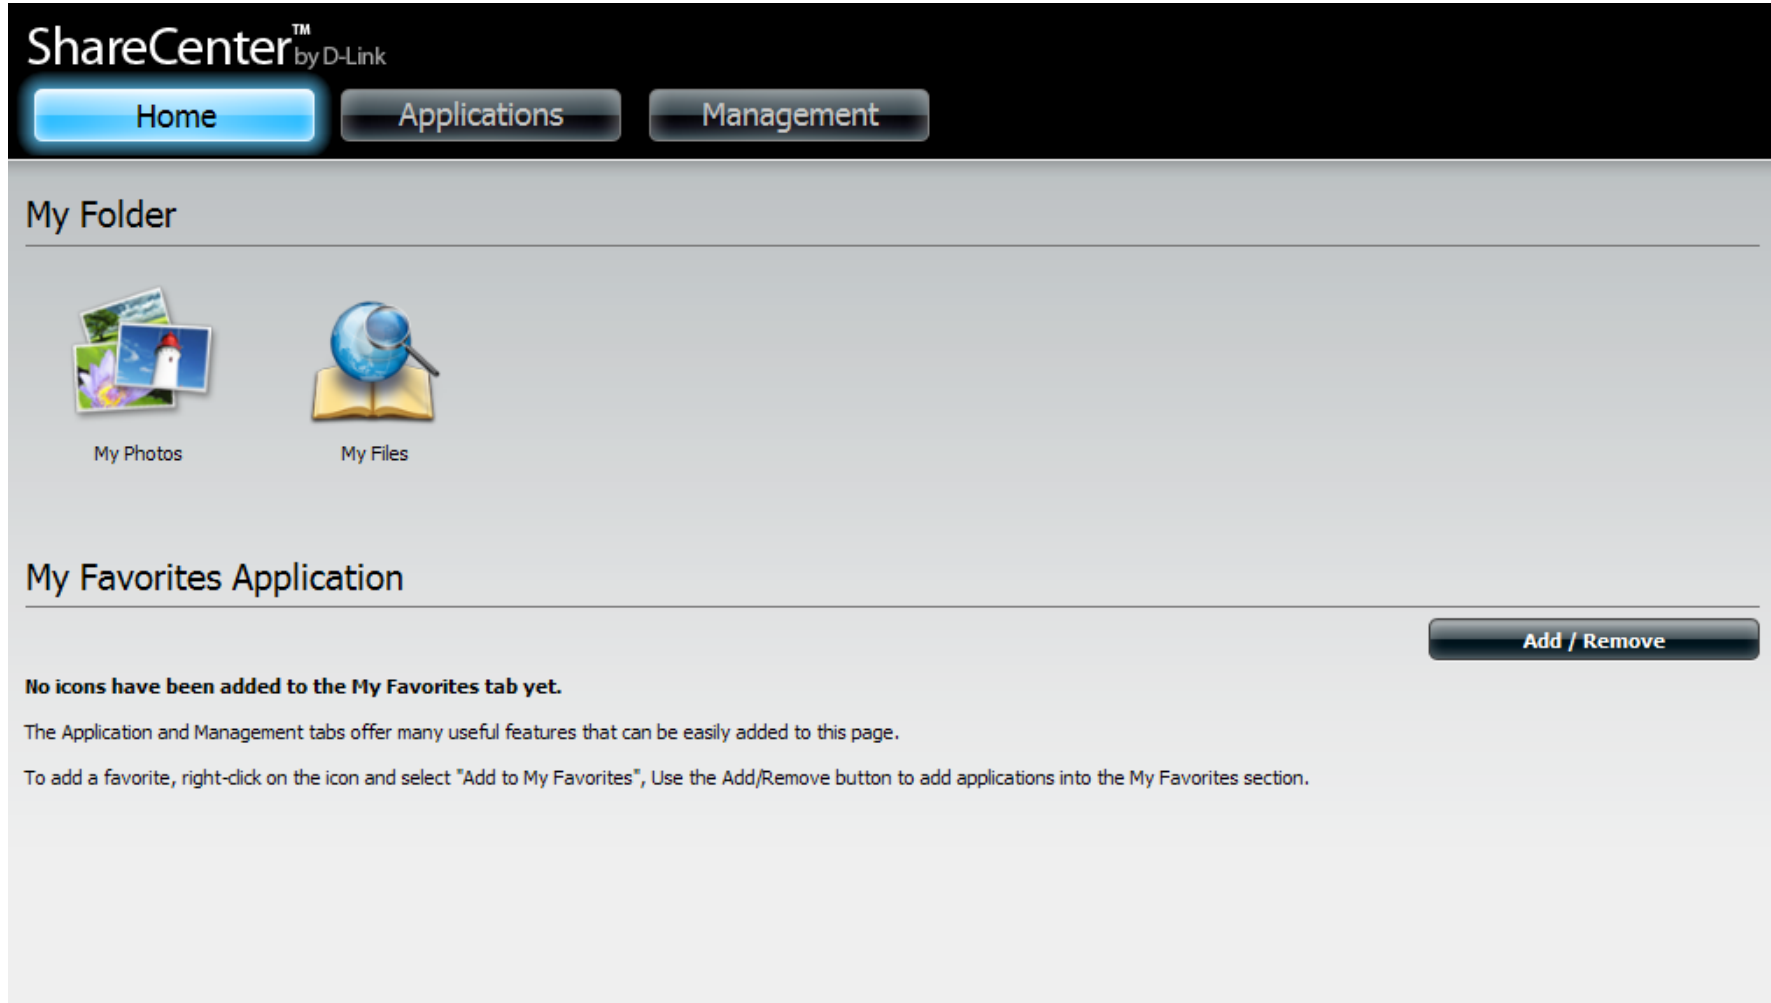 ShareCenter™ by D-Link
Home Applications Management
My Folder
My Photos My Files
My Favorites Application
Add / Remove
No icons have been added to the My Favorites tab yet.
The Application and Management tabs offer many useful features that can be easily added to this page.
To add a favorite, right-click on the icon and select "Add to My Favorites", Use the Add/Remove button to add applications into the My Favorites section.